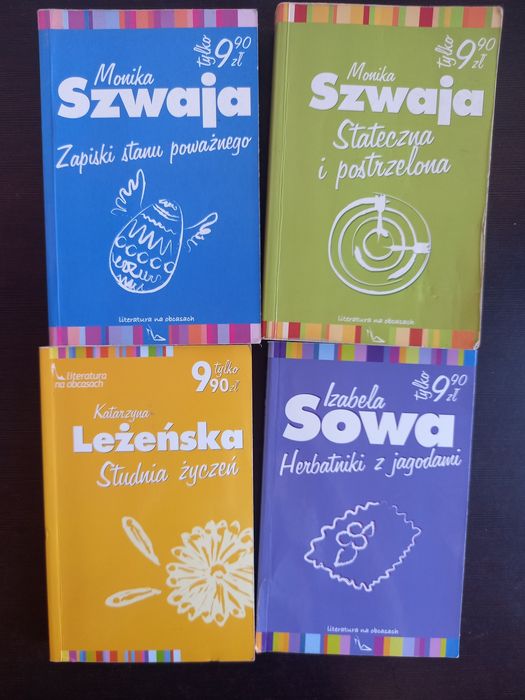 tylko 9 90 zł
Monika
Szwaja
Zapiski stanu poważnego
literatura na obcasach
tylko 9 90 zł
Monika
Szwaja
Stateczna
i postrzelona
literatura na obcasach
literatura
na obcasach
9 tylko
90 zł
Katarzyna
Leżeńska
Studnia życzeń
tylko 9 90 zł
Izabela
Sowa
Herbatniki z jagodami
literatura na obcasach